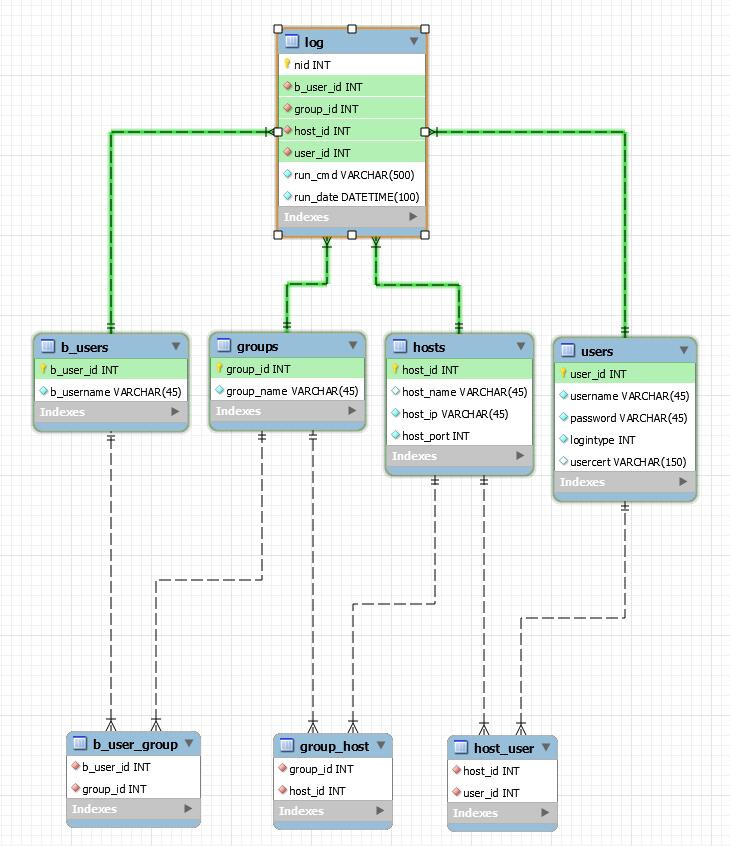 log
nid INT
b_user_id INT
group_id INT
host_id INT
user_id INT
run_cmd VARCHAR(500)
run_date DATETIME(100)
Indexes
b_users
b_user_id INT
b_username VARCHAR(45)
Indexes
groups
group_id INT
group_name VARCHAR(45)
Indexes
hosts
host_id INT
host_name VARCHAR(45)
host_ip VARCHAR(45)
host_port INT
Indexes
users
user_id INT
username VARCHAR(45)
password VARCHAR(45)
logintype INT
usercert VARCHAR(150)
Indexes
b_user_group
b_user_id INT
group_id INT
Indexes
group_host
group_id INT
host_id INT
Indexes
host_user
host_id INT
user_id INT
Indexes